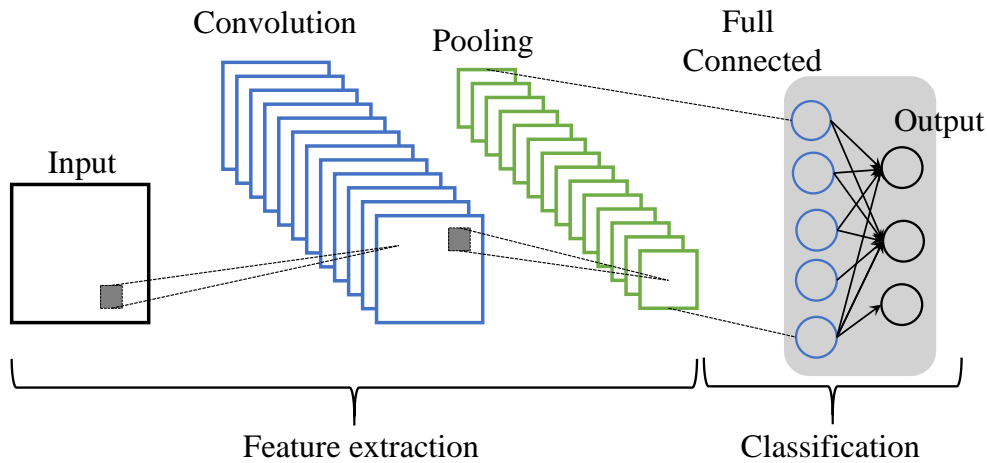 Input
Convolution
Pooling
Full
Connected
Output
Feature extraction
Classification